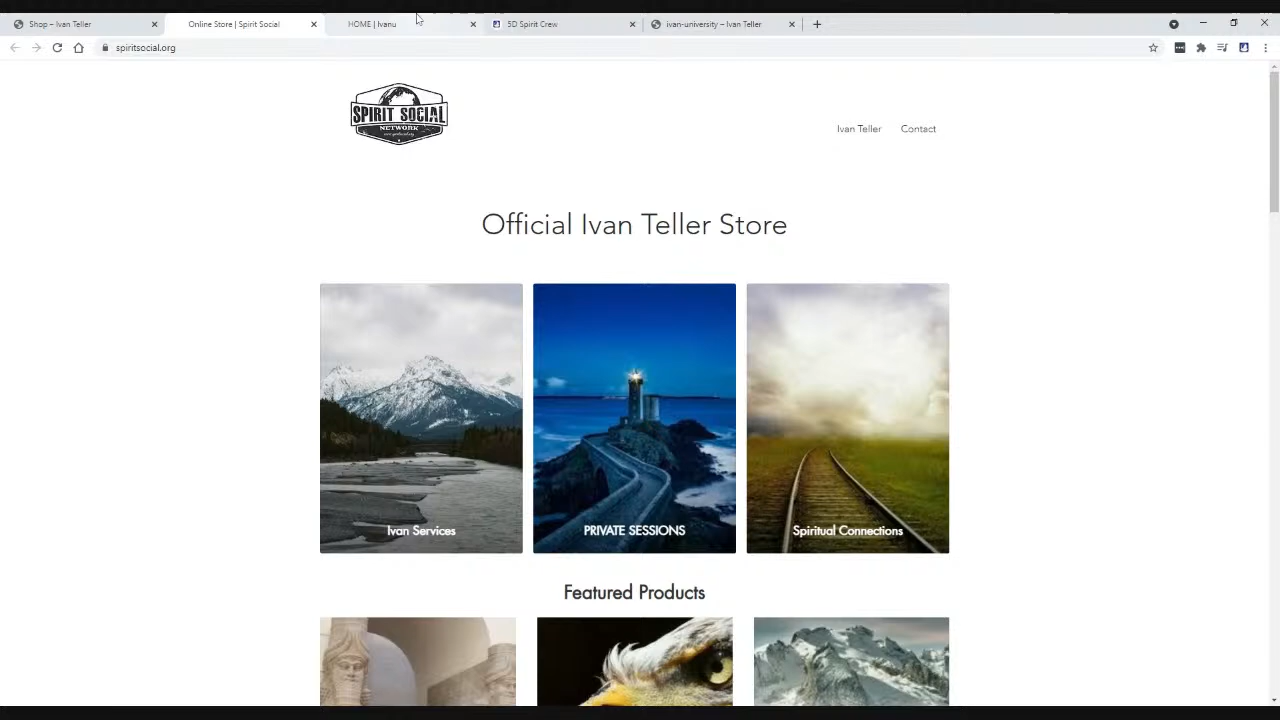 Shop – Ivan Teller
Online Store | Spirit Social
HOME | Ivanu
5D Spirit Crew
ivan-university – Ivan Teller
spiritsocial.org
SPIRIT SOCIAL
NETWORK
Ivan Teller
Contact
Official Ivan Teller Store
Ivan Services
PRIVATE SESSIONS
Spiritual Connections
Featured Products